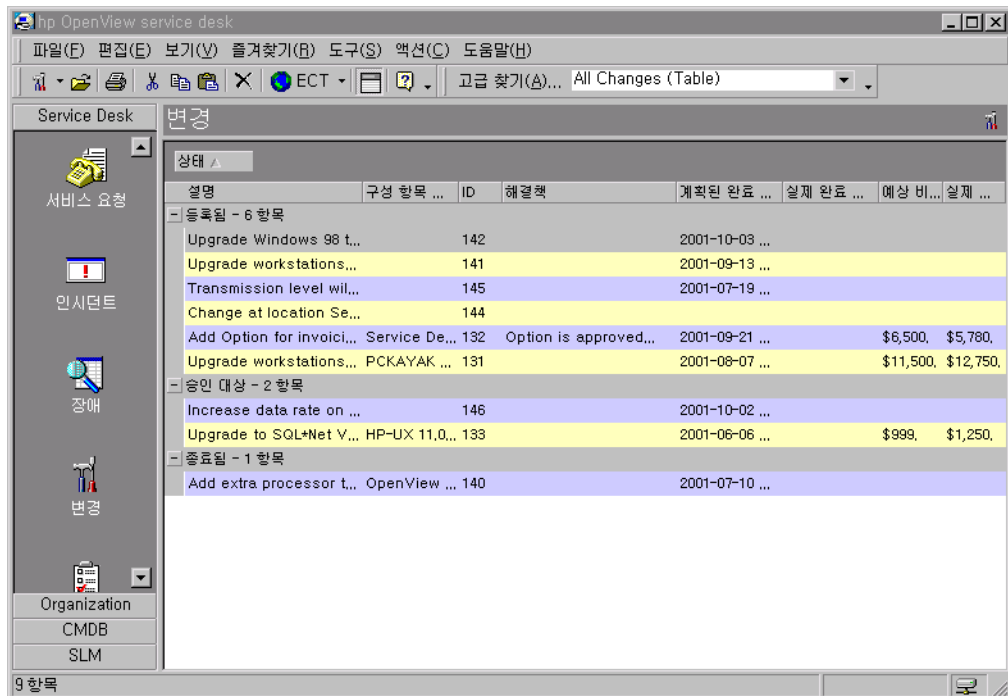 hp OpenView service desk
파일(F) 편집(E) 보기(V) 즐겨찾기(R) 도구(S) 액션(C) 도움말(H)
ECT 고급 찾기(A)... All Changes (Table)
Service Desk
변경
서비스 요청
인시던트
장애
변경
Organization
CMDB
SLM
상태
설명 구성 항목 ... ID 해결책 계획된 완료 ... 실제 완료 ... 예상 비... 실제 ...
등록됨 - 6 항목
Upgrade Windows 98 t... 142 2001-10-03 ...
Upgrade workstations... 141 2001-09-13 ...
Transmission level wil... 145 2001-07-19 ...
Change at location Se... 144
Add Option for invoici... Service De... 132 Option is approved... 2001-09-21 ... $6,500, $5,780,
Upgrade workstations... PCKAYAK ... 131 2001-08-07 ... $11,500, $12,750,
승인 대상 - 2 항목
Increase data rate on ... 146 2001-10-02 ...
Upgrade to SQL*Net V... HP-UX 11.0... 133 2001-06-06 ... $999, $1,250,
종료됨 - 1 항목
Add extra processor t... OpenView ... 140 2001-07-10 ...
9 항목